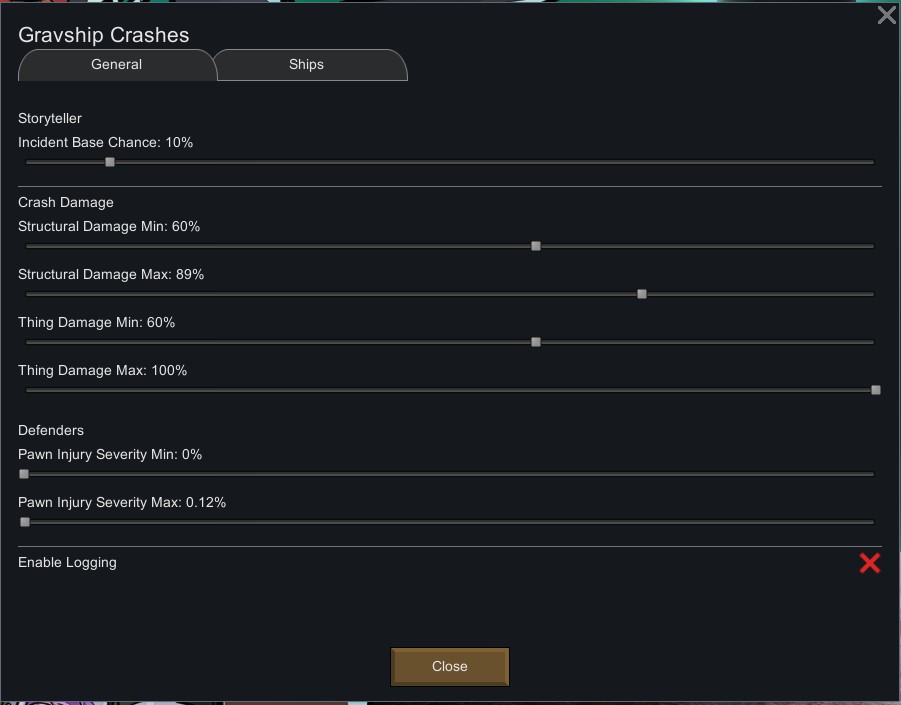 Gravship Crashes
General
Ships
Storyteller
Incident Base Chance: 10%
Crash Damage
Structural Damage Min: 60%
Structural Damage Max: 89%
Thing Damage Min: 60%
Thing Damage Max: 100%
Defenders
Pawn Injury Severity Min: 0%
Pawn Injury Severity Max: 0.12%
Enable Logging
Close